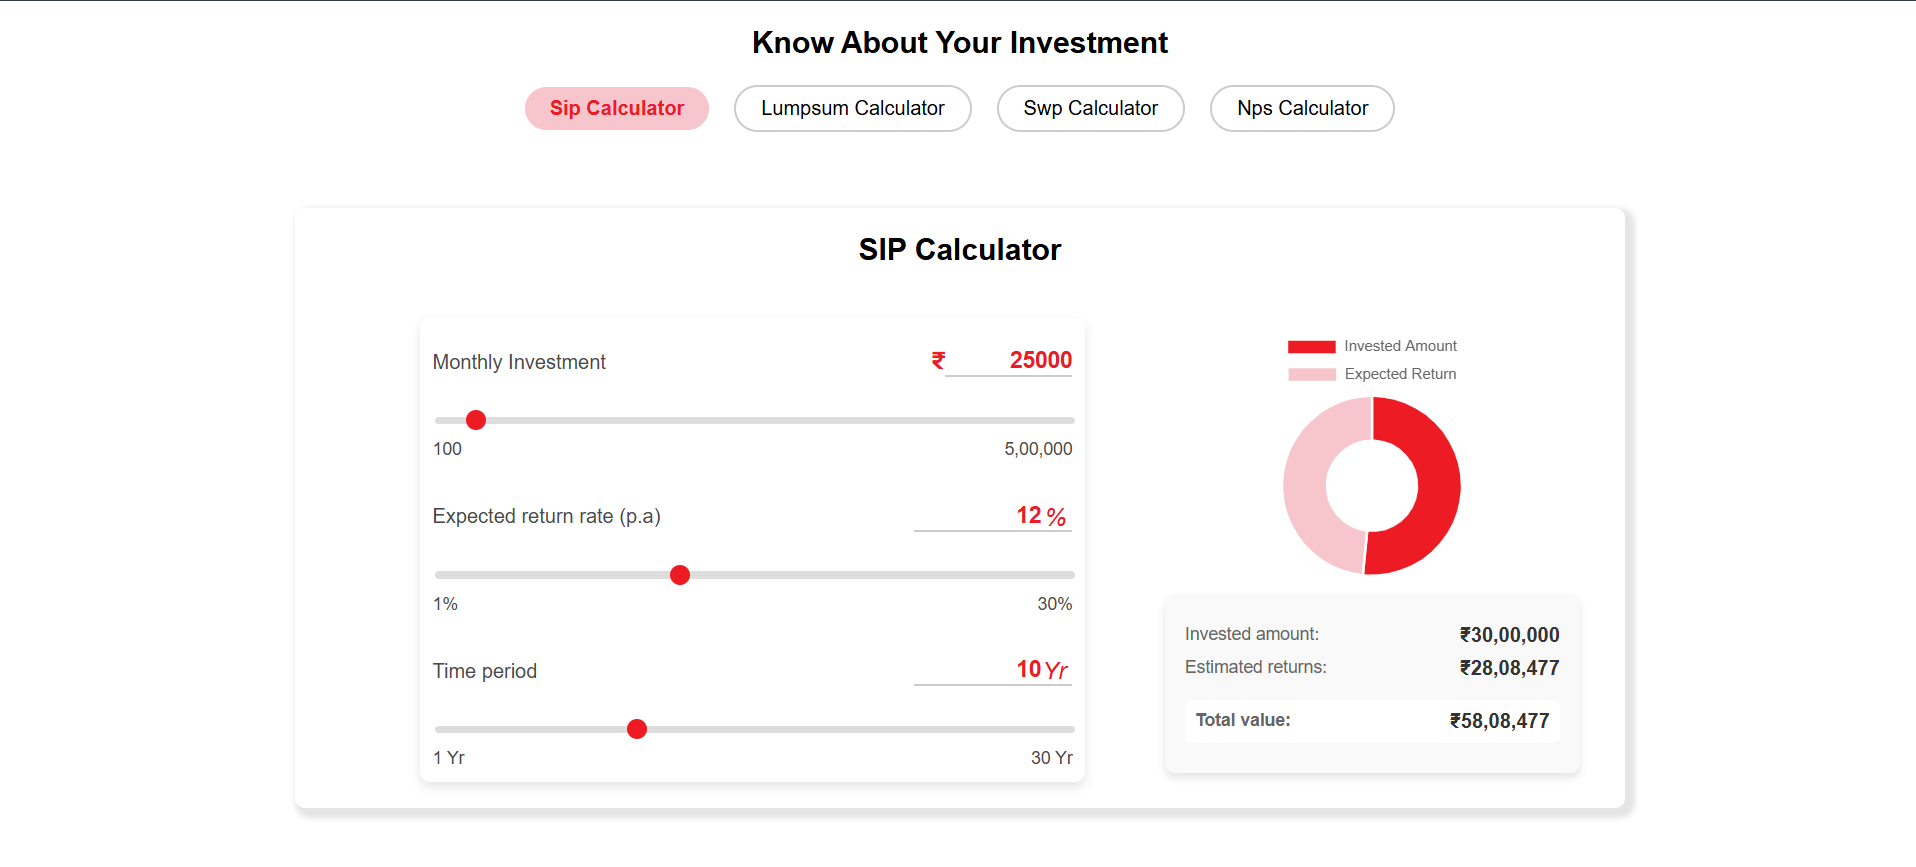 Know About Your Investment
Sip Calculator Lumpsum Calculator Swp Calculator Nps Calculator
SIP Calculator
Monthly Investment ₹ 25000
100 5,00,000
Expected return rate (p.a) 12 %
1% 30%
Time period 10 Yr
1 Yr 30 Yr
Invested Amount
Expected Return
Invested amount: ₹30,00,000
Estimated returns: ₹28,08,477
Total value: ₹58,08,477